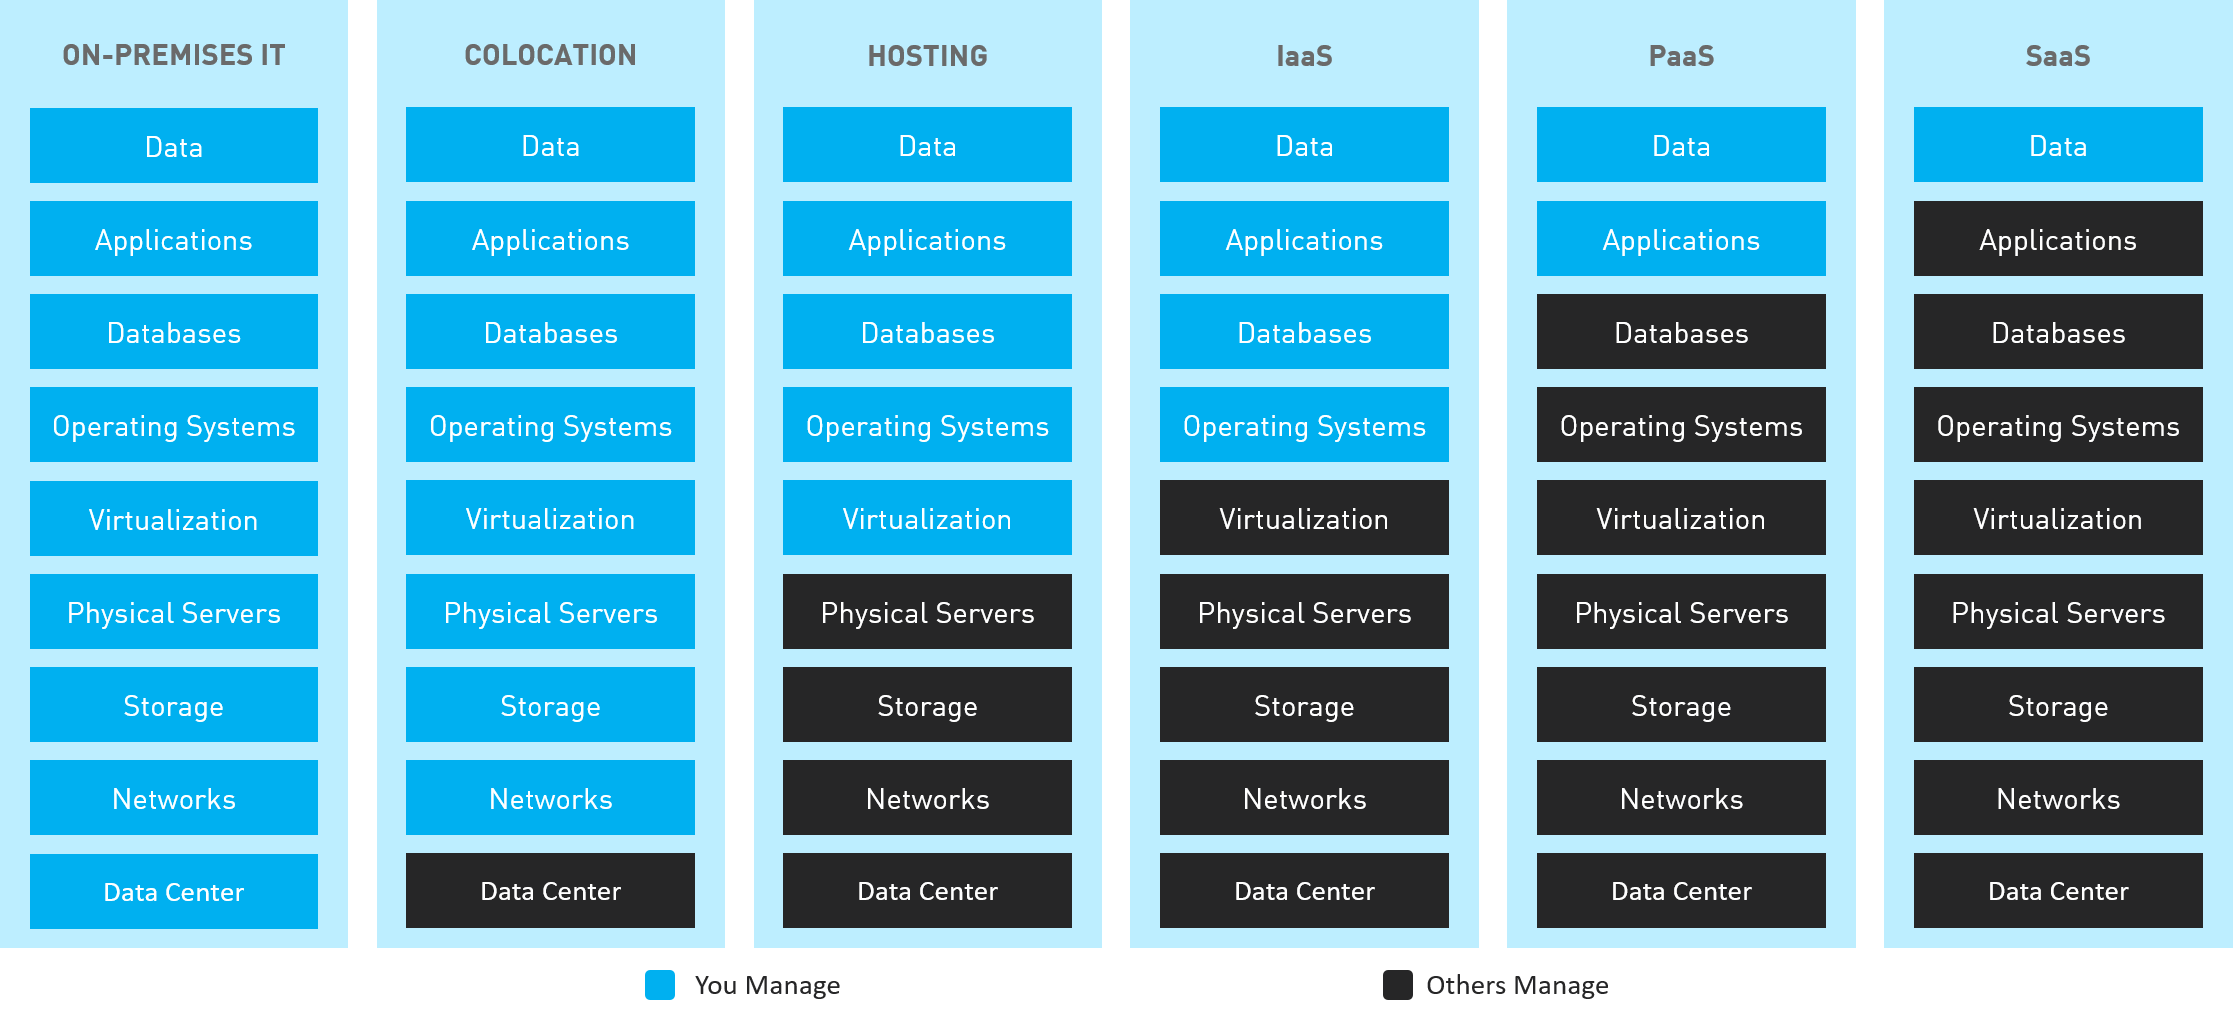 ON-PREMISES IT
Data
Applications
Databases
Operating Systems
Virtualization
Physical Servers
Storage
Networks
Data Center
COLOCATION
Data
Applications
Databases
Operating Systems
Virtualization
Physical Servers
Storage
Networks
Data Center
HOSTING
Data
Applications
Databases
Operating Systems
Virtualization
Physical Servers
Storage
Networks
Data Center
IaaS
Data
Applications
Databases
Operating Systems
Virtualization
Physical Servers
Storage
Networks
Data Center
PaaS
Data
Applications
Databases
Operating Systems
Virtualization
Physical Servers
Storage
Networks
Data Center
SaaS
Data
Applications
Databases
Operating Systems
Virtualization
Physical Servers
Storage
Networks
Data Center
You Manage
Others Manage